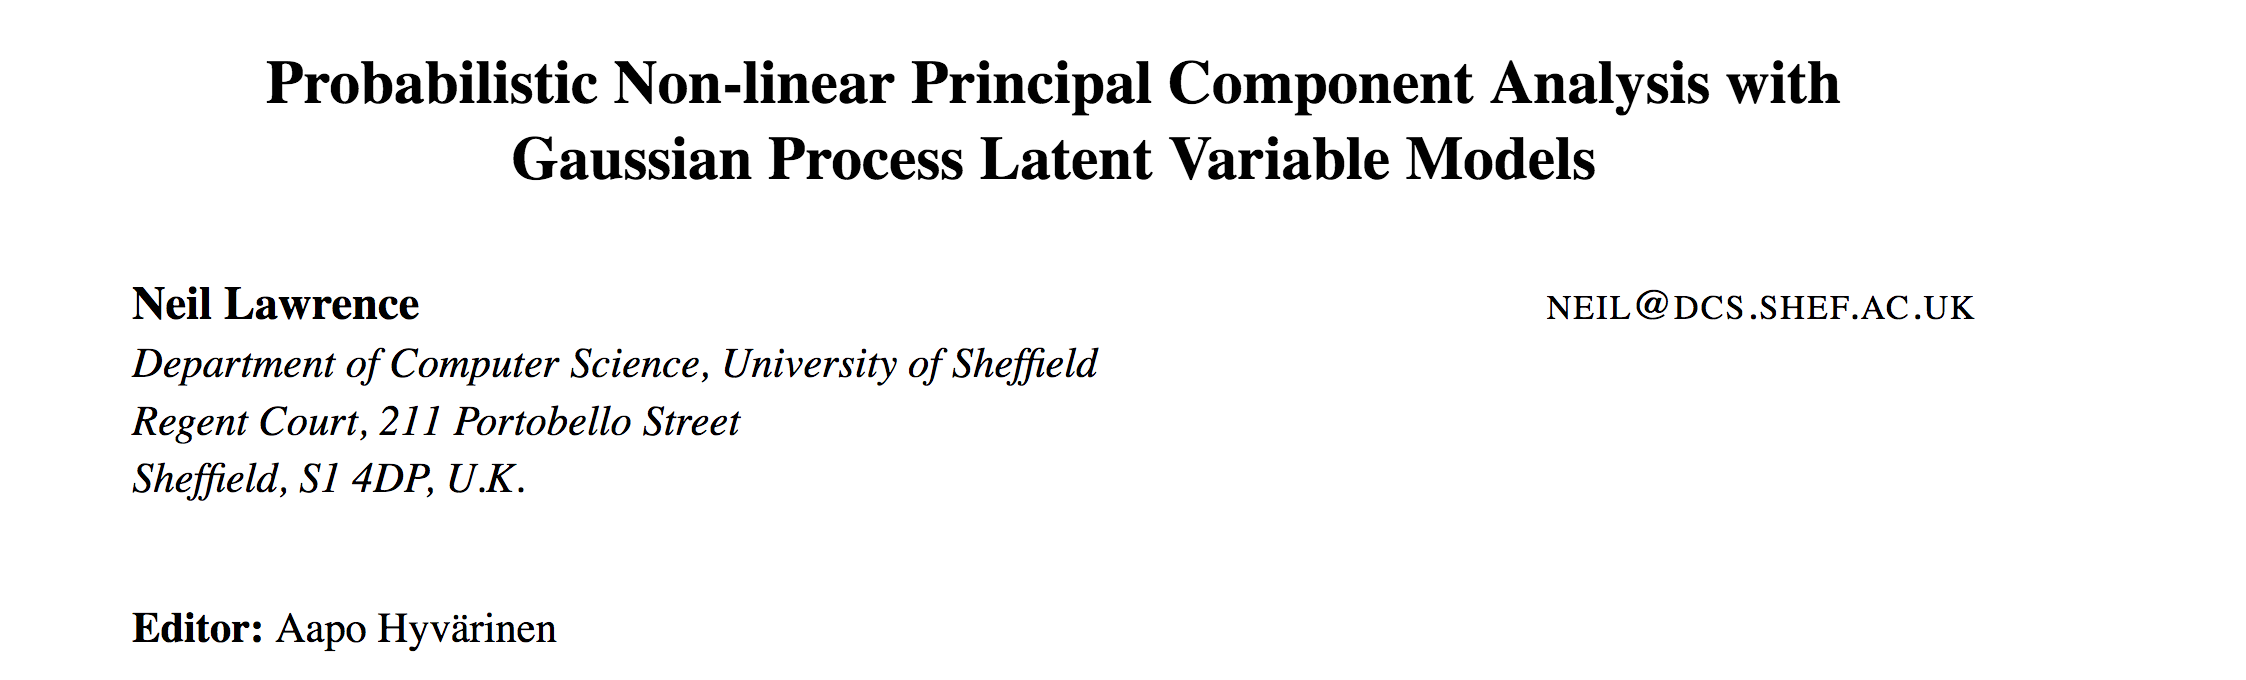 Probabilistic Non-linear Principal Component Analysis with
Gaussian Process Latent Variable Models
Neil Lawrence NEIL@DCS.SHEF.AC.UK
Department of Computer Science, University of Sheffield
Regent Court, 211 Portobello Street
Sheffield, S1 4DP, U.K.
Editor: Aapo Hyvärinen